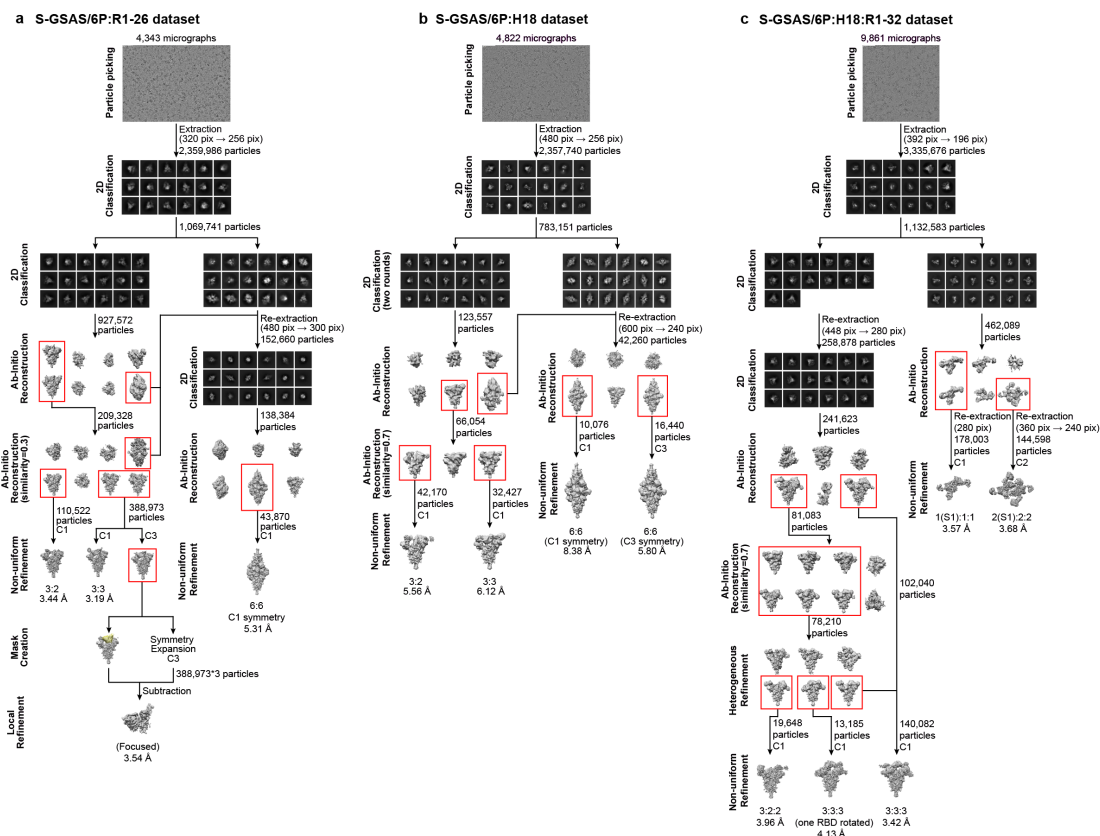 a S-GSAS/6P:R1-26 dataset
4,343 micrographs
Particle picking
Extraction
(320 pix → 256 pix)
2,359,986 particles
2D
Classification
1,069,741 particles
2D
Classification
927,572
particles
Re-extraction
(480 pix → 300 pix)
152,660 particles
Ab-Initio
Reconstruction
2D
Classification
209,328
particles
138,384
particles
Ab-Initio
Reconstruction
(similarity=0.3)
Ab-Initio
Reconstruction
110,522
particles
C1
388,973
particles
C1
C3
43,870
particles
C1
Non-uniform
Refinement
3:2
3.44 Å
3:3
3.19 Å
Non-uniform
Refinement
6:6
C1 symmetry
5.31 Å
Mask
Creation
Symmetry
Expansion
C3
388,973*3 particles
Subtraction
Local
Refinement
(Focused)
3.54 Å
b S-GSAS/6P:H18 dataset
4,822 micrographs
Particle picking
Extraction
(480 pix → 256 pix)
2,357,740 particles
2D
Classification
783,151 particles
2D
Classification
(two rounds)
123,557
particles
Re-extraction
(600 pix → 240 pix)
42,260 particles
Ab-Initio
Reconstruction
Ab-Initio
Reconstruction
66,054
particles
10,076
particles
C1
16,440
particles
C3
Ab-Initio
Reconstruction
(similarity=0.7)
Non-uniform
Refinement
42,170
particles
C1
32,427
particles
C1
6:6
(C1 symmetry)
8.38 Å
6:6
(C3 symmetry)
5.80 Å
Non-uniform
Refinement
3:2
5.56 Å
3:3
6.12 Å
c S-GSAS/6P:H18:R1-32 dataset
9,861 micrographs
Particle picking
Extraction
(392 pix → 196 pix)
3,335,676 particles
2D
Classification
1,132,583 particles
2D
Classification
2D
Classification
Re-extraction
(448 pix → 280 pix)
258,878 particles
462,089
particles
2D
Classification
Ab-Initio
Reconstruction
241,623
particles
Re-extraction
(280 pix)
178,003
particles
C1
Re-extraction
(360 pix → 240 pix)
144,598
particles
C2
Ab-Initio
Reconstruction
Non-uniform
Refinement
1(S1):1:1
3.57 Å
2(S1):2:2
3.68 Å
81,083
particles
Ab-Initio
Reconstruction
(similarity=0.7)
102,040
particles
78,210
particles
Heterogeneous
Refinement
19,648
particles
C1
13,185
particles
C1
140,082
particles
C1
Non-uniform
Refinement
3:2:2
3.96 Å
3:3:3
(one RBD rotated)
4.13 Å
3:3:3
3.42 Å